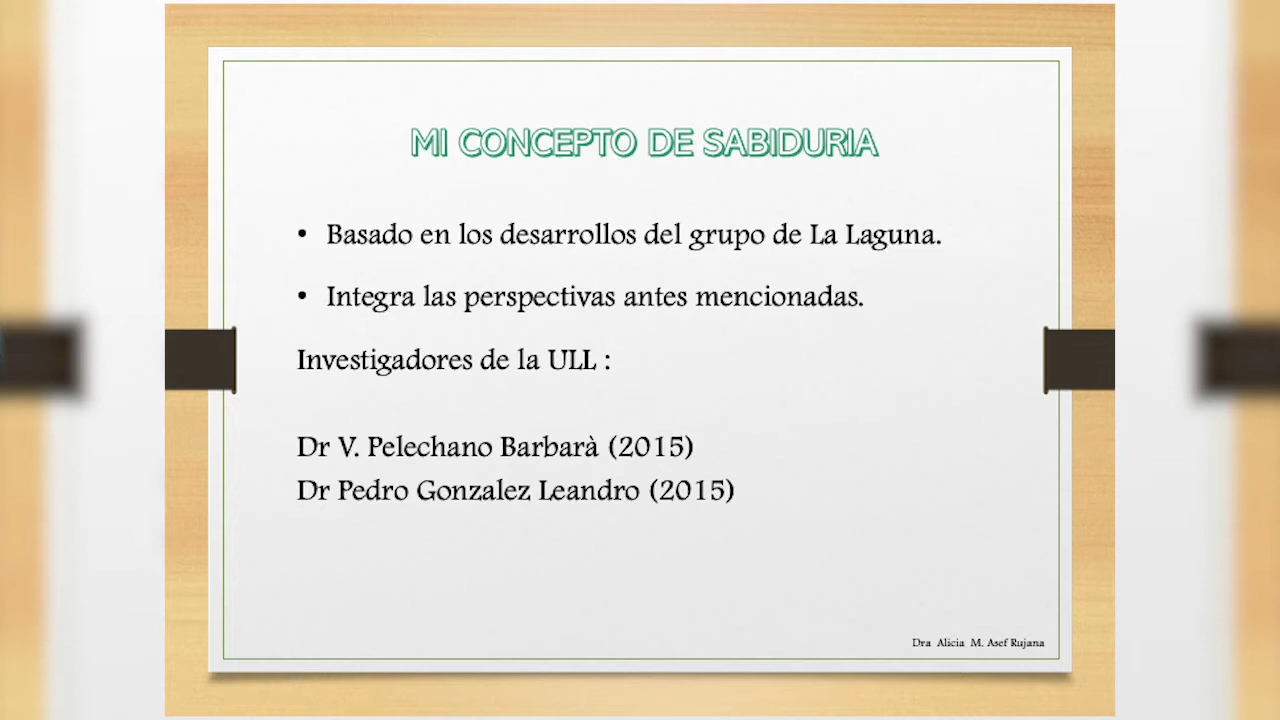 MI CONCEPTO DE SABIDURIA
• Basado en los desarrollos del grupo de La Laguna.
• Integra las perspectivas antes mencionadas.
Investigadores de la ULL :
Dr V. Pelechano Barbarà (2015)
Dr Pedro Gonzalez Leandro (2015)
Dra Alicia M. Asef Rujana